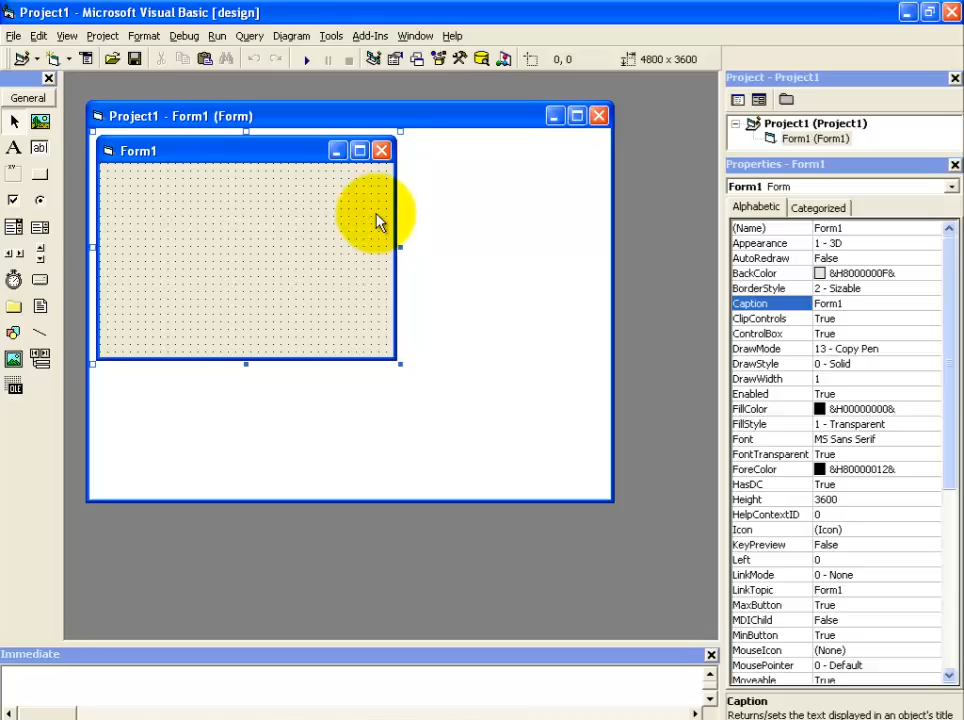 Project1 - Microsoft Visual Basic [design]
File Edit View Project Format Debug Run Query Diagram Tools Add-Ins Window Help
0, 0
4800 x 3600
General
A
ab|
XY
OLE
Project1 - Form1 (Form)
Form1
Project - Project1
Project1 (Project1)
Form1 (Form1)
Properties - Form1
Form1 Form
Alphabetic Categorized
(Name) Form1
Appearance 1 - 3D
AutoRedraw False
BackColor &H8000000F&
BorderStyle 2 - Sizable
Caption Form1
ClipControls True
ControlBox True
DrawMode 13 - Copy Pen
DrawStyle 0 - Solid
DrawWidth 1
Enabled True
FillColor &H00000000&
FillStyle 1 - Transparent
Font MS Sans Serif
FontTransparent True
ForeColor &H80000012&
HasDC True
Height 3600
HelpContextID 0
Icon (Icon)
KeyPreview False
Left 0
LinkMode 0 - None
LinkTopic Form1
MaxButton True
MDIChild False
MinButton True
MouseIcon (None)
MousePointer 0 - Default
Moveable True
Caption
Returns/sets the text displayed in an object's title
Immediate